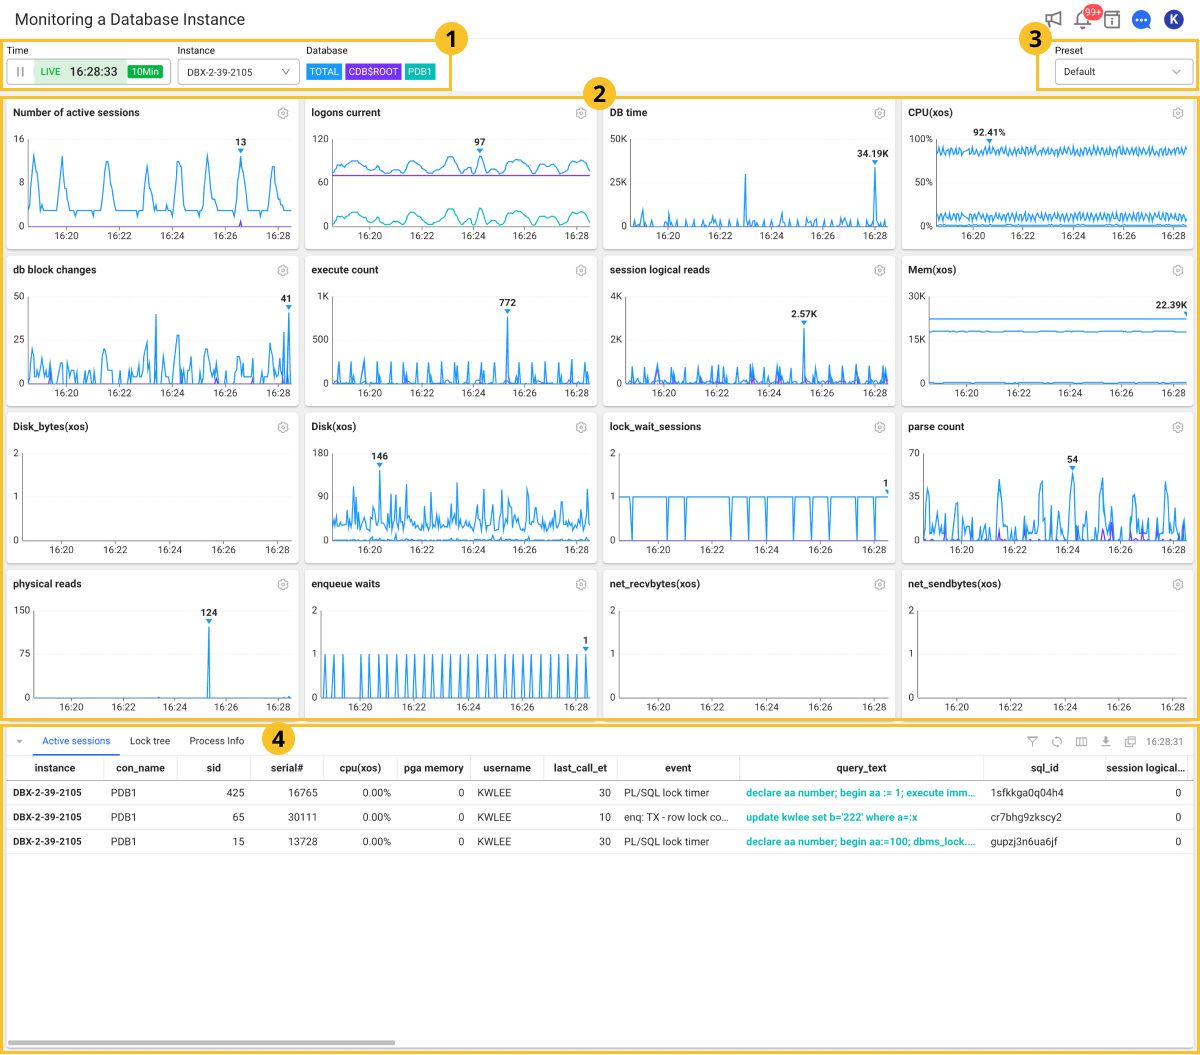 Monitoring a Database Instance
99+
K
1
3
Time
Instance
Database
Preset
LIVE 16:28:33 10Min
DBX-2-39-2105
TOTAL CDB$ROOT PDB1
Default
2
Number of active sessions
16
8
0
13
16:20 16:22 16:24 16:26 16:28
logons current
120
60
0
97
16:20 16:22 16:24 16:26 16:28
DB time
50K
25K
0
34.19K
16:20 16:22 16:24 16:26 16:28
CPU(xos)
100%
50%
0%
92.41%
16:20 16:22 16:24 16:26 16:28
db block changes
50
25
0
41
16:20 16:22 16:24 16:26 16:28
execute count
1K
500
0
772
16:20 16:22 16:24 16:26 16:28
session logical reads
4K
2K
0
2.57K
16:20 16:22 16:24 16:26 16:28
Mem(xos)
30K
15K
0
22.39K
16:20 16:22 16:24 16:26 16:28
Disk_bytes(xos)
2
1
0
16:20 16:22 16:24 16:26 16:28
Disk(xos)
180
90
0
146
16:20 16:22 16:24 16:26 16:28
lock_wait_sessions
2
1
0
1
16:20 16:22 16:24 16:26 16:28
parse count
70
35
0
54
16:20 16:22 16:24 16:26 16:28
physical reads
150
75
0
124
16:20 16:22 16:24 16:26 16:28
enqueue waits
2
1
0
1
16:20 16:22 16:24 16:26 16:28
net_recvbytes(xos)
2
1
0
16:20 16:22 16:24 16:26 16:28
net_sendbytes(xos)
2
1
0
16:20 16:22 16:24 16:26 16:28
Active sessions Lock tree Process Info 4 16:28:31
instance con_name sid serial# cpu(xos) pga memory username last_call_et event query_text sql_id session logical...
DBX-2-39-2105 PDB1 425 16765 0.00% 0 KWLEE 30 PL/SQL lock timer declare aa number; begin aa := 1; execute imm... 1sfkkga0q04h4 0
DBX-2-39-2105 PDB1 65 30111 0.00% 0 KWLEE 10 enq: TX - row lock co... update kwlee set b='222' where a=:x cr7bhg9zkscy2 0
DBX-2-39-2105 PDB1 15 13728 0.00% 0 KWLEE 30 PL/SQL lock timer declare aa number; begin aa:=100; dbms_lock.... gupzj3n6ua6jf 0